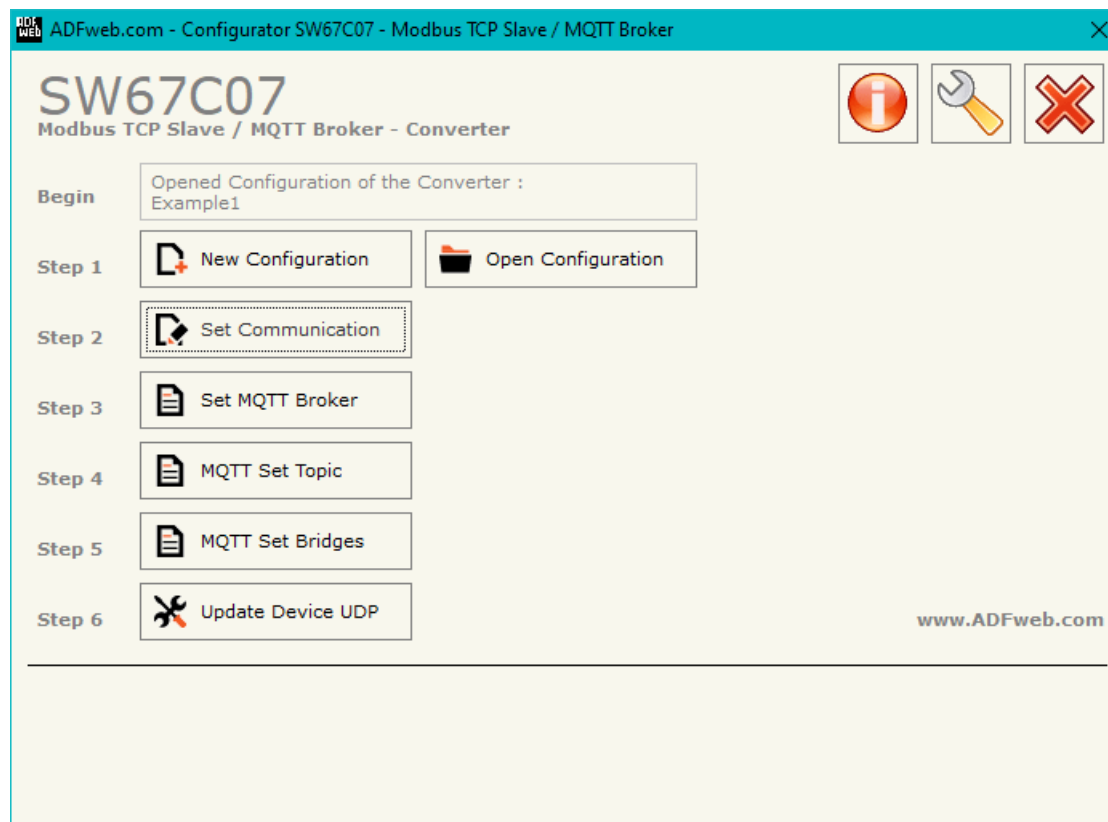 ADF
WEB
ADFweb.com - Configurator SW67C07 - Modbus TCP Slave / MQTT Broker
SW67C07
Modbus TCP Slave / MQTT Broker - Converter
Begin
Opened Configuration of the Converter :
Example1
Step 1
New Configuration
Open Configuration
Step 2
Set Communication
Step 3
Set MQTT Broker
Step 4
MQTT Set Topic
Step 5
MQTT Set Bridges
Step 6
Update Device UDP
www.ADFweb.com